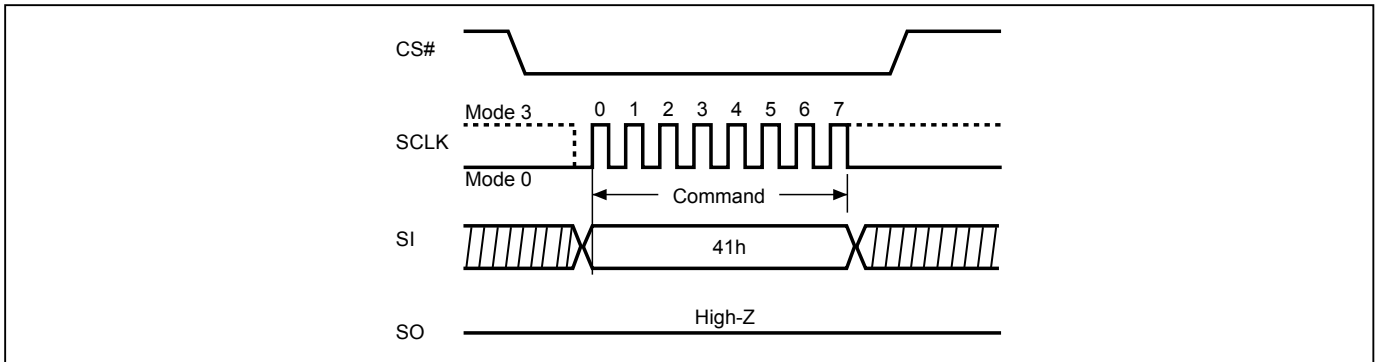 CS#
Mode 3 0 1 2 3 4 5 6 7
SCLK
Mode 0
Command
SI
41h
High-Z
SO